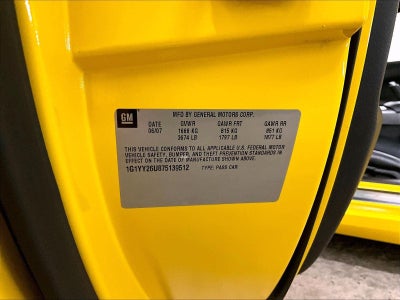 GM
MFD BY GENERAL MOTORS CORP.
DATE GVWR GAWR FRT GAWR RR
06/07 1666 KG 815 KG 851 KG
3674 LB 1797 LB 1877 LB
THIS VEHICLE CONFORMS TO ALL APPLICABLE U.S. FEDERAL MOTOR
VEHICLE SAFETY, BUMPER, AND THEFT PREVENTION STANDARDS IN
EFFECT ON THE DATE OF MANUFACTURE SHOWN ABOVE.
1G1YY26U875139512 TYPE: PASS CAR